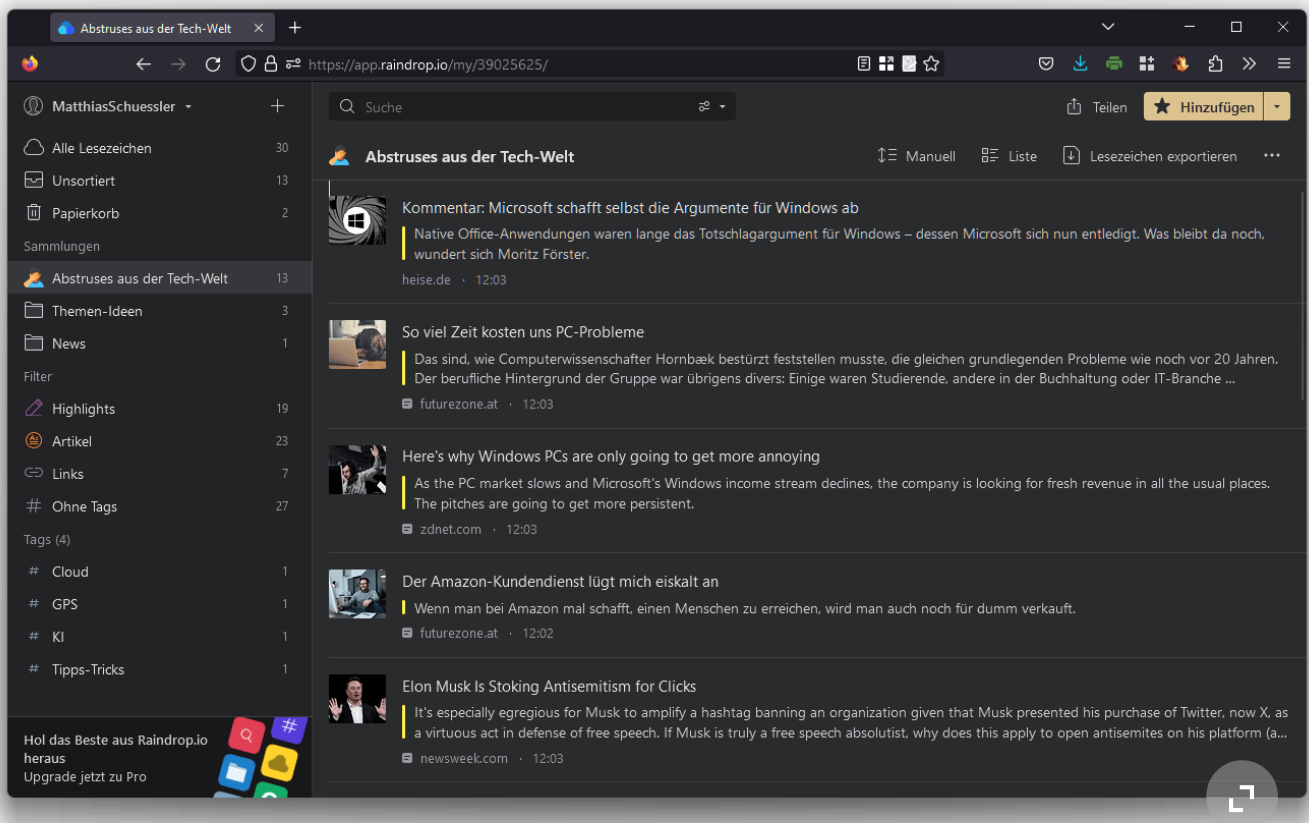 Abstruses aus der Tech-Welt
https://app.raindrop.io/my/39025625/
MatthiasSchuessler
Alle Lesezeichen 30
Unsortiert 13
Papierkorb 2
Sammlungen
Abstruses aus der Tech-Welt 13
Themen-Ideen 3
News 1
Filter
Highlights 19
Artikel 23
Links 7
Ohne Tags 27
Tags (4)
# Cloud 1
# GPS 1
# KI 1
# Tipps-Tricks 1
Hol das Beste aus Raindrop.io
heraus
Upgrade jetzt zu Pro
Suche
Teilen
Hinzufügen
Abstruses aus der Tech-Welt
Manuell
Liste
Lesezeichen exportieren
Kommentar: Microsoft schafft selbst die Argumente für Windows ab
Native Office-Anwendungen waren lange das Totschlagargument für Windows – dessen Microsoft sich nun entledigt. Was bleibt da noch,
wundert sich Moritz Förster.
heise.de · 12:03
So viel Zeit kosten uns PC-Probleme
Das sind, wie Computerwissenschafter Hornbæk bestürzt feststellen musste, die gleichen grundlegenden Probleme wie noch vor 20 Jahren.
Der berufliche Hintergrund der Gruppe war übrigens divers: Einige waren Studierende, andere in der Buchhaltung oder IT-Branche ...
futurezone.at · 12:03
Here's why Windows PCs are only going to get more annoying
As the PC market slows and Microsoft's Windows income stream declines, the company is looking for fresh revenue in all the usual places.
The pitches are going to get more persistent.
zdnet.com · 12:03
Der Amazon-Kundendienst lügt mich eiskalt an
Wenn man bei Amazon mal schafft, einen Menschen zu erreichen, wird man auch noch für dumm verkauft.
futurezone.at · 12:02
Elon Musk Is Stoking Antisemitism for Clicks
It's especially egregious for Musk to amplify a hashtag banning an organization given that Musk presented his purchase of Twitter, now X, as
a virtuous act in defense of free speech. If Musk is truly a free speech absolutist, why does this apply to open antisemites on his platform (a...
newsweek.com · 12:03